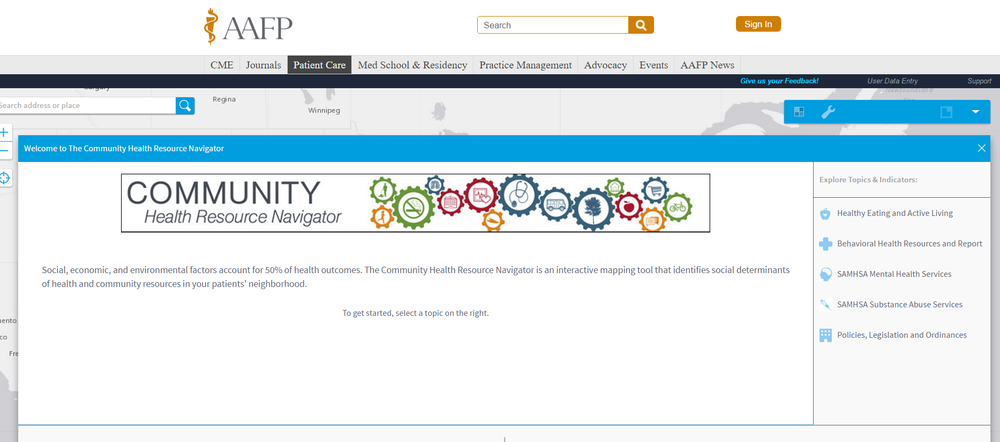 AAFP
Search
Sign In
CME Journals Patient Care Med School & Residency Practice Management Advocacy Events AAFP News
Give us your Feedback! User Data Entry Support
Calgary
Newfoundland
Search address or place
Regina
Winnipeg
Welcome to The Community Health Resource Navigator
COMMUNITY
Health Resource Navigator
Social, economic, and environmental factors account for 50% of health outcomes. The Community Health Resource Navigator is an interactive mapping tool that identifies social determinants
of health and community resources in your patients' neighborhood.
To get started, select a topic on the right.
Explore Topics & Indicators:
Healthy Eating and Active Living
Behavioral Health Resources and Report
SAMHSA Mental Health Services
SAMHSA Substance Abuse Services
Policies, Legislation and Ordinances
mento
co
Fre